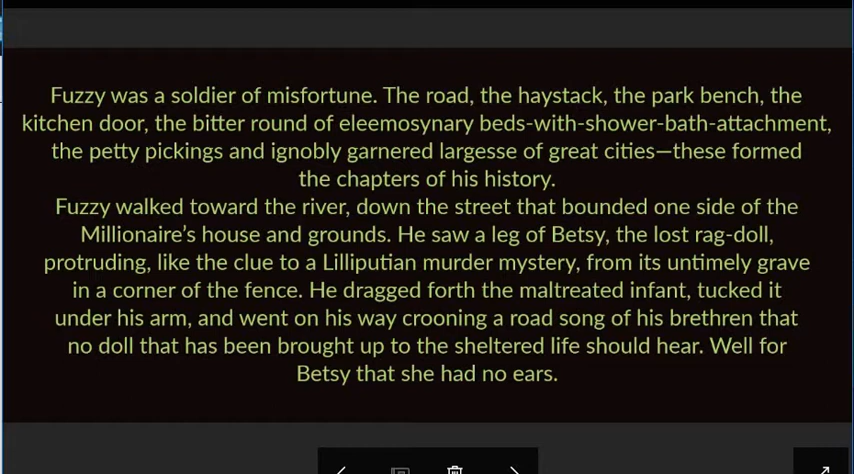 Fuzzy was a soldier of misfortune. The road, the haystack, the park bench, the
kitchen door, the bitter round of eleemosynary beds-with-shower-bath-attachment,
the petty pickings and ignobly garnered largesse of great cities—these formed
the chapters of his history.
Fuzzy walked toward the river, down the street that bounded one side of the
Millionaire’s house and grounds. He saw a leg of Betsy, the lost rag-doll,
protruding, like the clue to a Lilliputian murder mystery, from its untimely grave
in a corner of the fence. He dragged forth the maltreated infant, tucked it
under his arm, and went on his way crooning a road song of his brethren that
no doll that has been brought up to the sheltered life should hear. Well for
Betsy that she had no ears.